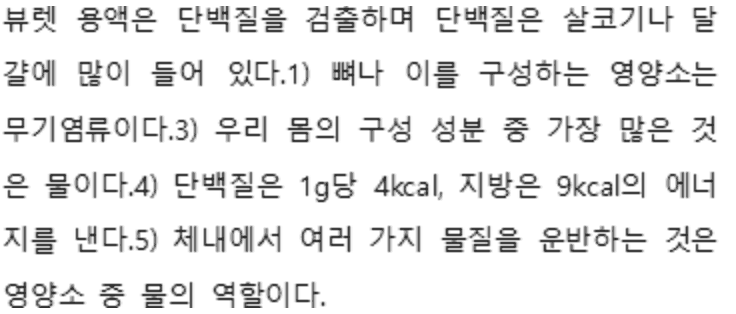 뷰렛 용액은 단백질을 검출하며 단백질은 살코기나 달
걀에 많이 들어 있다.1) 뼈나 이를 구성하는 영양소는
무기염류이다.3) 우리 몸의 구성 성분 중 가장 많은 것
은 물이다.4) 단백질은 1g당 4kcal, 지방은 9kcal의 에너
지를 낸다.5) 체내에서 여러 가지 물질을 운반하는 것은
영양소 중 물의 역할이다.